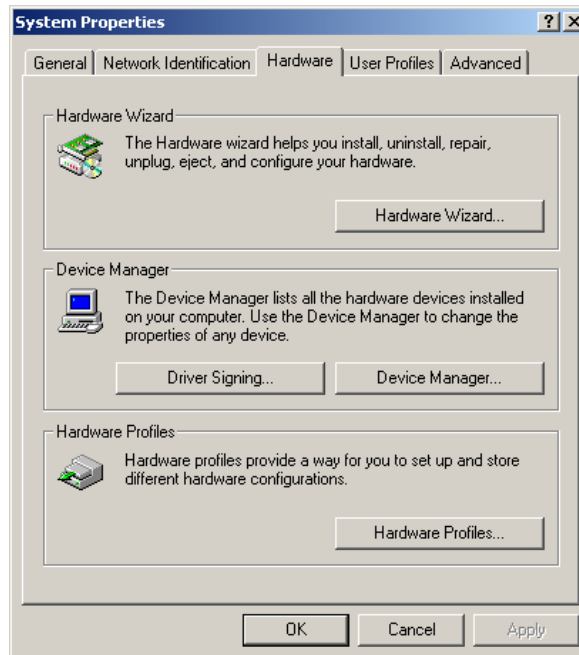 System Properties
? X
General Network Identification Hardware User Profiles Advanced
Hardware Wizard
The Hardware wizard helps you install, uninstall, repair,
unplug, eject, and configure your hardware.
Hardware Wizard...
Device Manager
The Device Manager lists all the hardware devices installed
on your computer. Use the Device Manager to change the
properties of any device.
Driver Signing... Device Manager...
Hardware Profiles
Hardware profiles provide a way for you to set up and store
different hardware configurations.
Hardware Profiles...
OK Cancel Apply